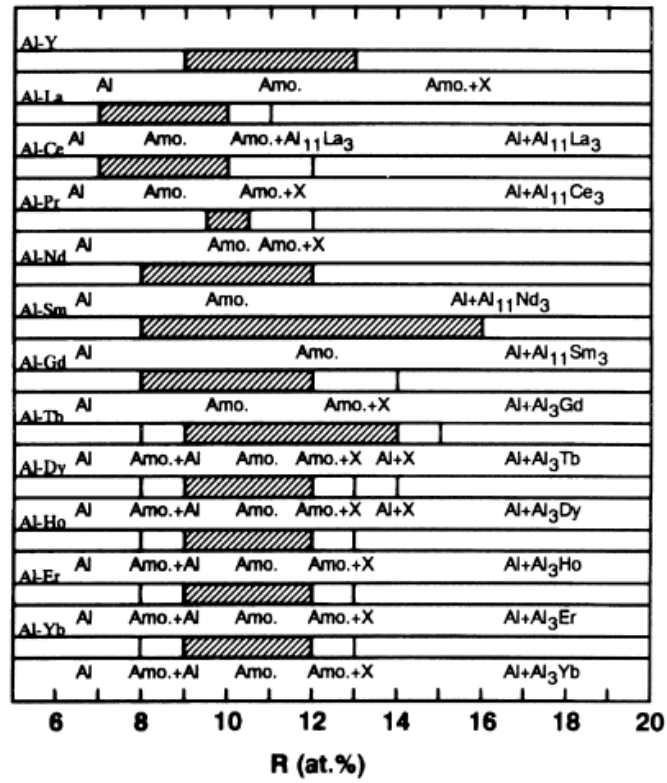 Al-Y
Al Amo. Amo.+X
Al-La
Al Amo. Amo.+Al11La3 Al+Al11La3
Al-Ce
Al Amo. Amo.+X Al+Al11Ce3
Al-Pr
Al Amo. Amo.+X
Al-Nd
Al Amo. Al+Al11Nd3
Al-Sm
Al Amo. Al+Al11Sm3
Al-Gd
Al Amo. Amo.+X Al+Al3Gd
Al-Tb
Al Amo.+Al Amo. Amo.+X Al+X Al+Al3Tb
Al-Dy
Al Amo.+Al Amo. Amo.+X Al+X Al+Al3Dy
Al-Ho
Al Amo.+Al Amo. Amo.+X Al+Al3Ho
Al-Er
Al Amo.+Al Amo. Amo.+X Al+Al3Er
Al-Yb
Al Amo.+Al Amo. Amo.+X Al+Al3Yb
6 8 10 12 14 16 18 20
R (at.%)